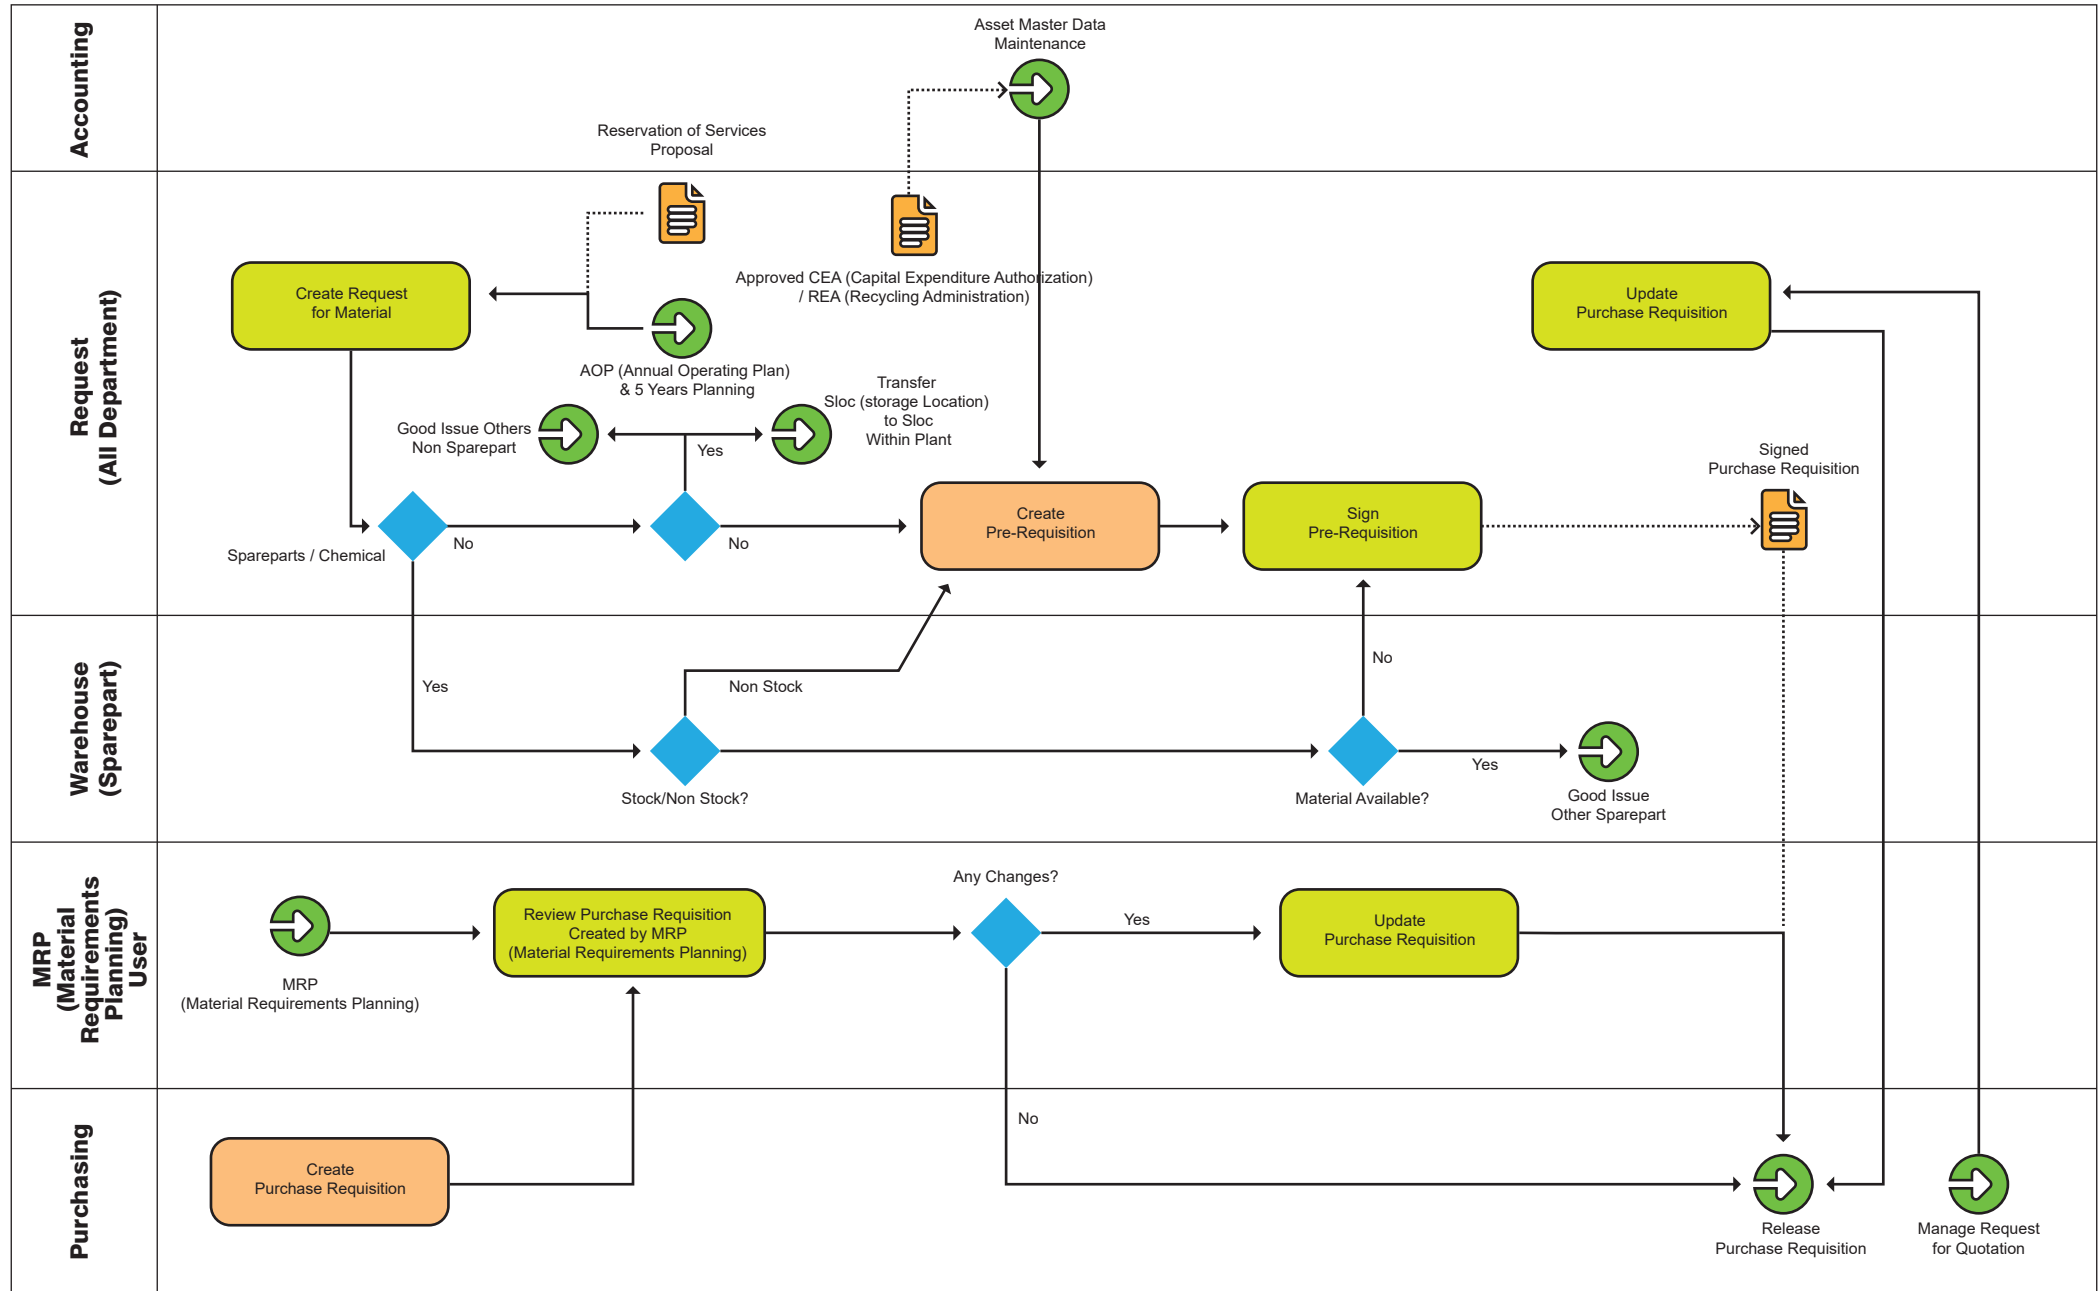 Accounting
Asset Master Data
Maintenance
Reservation of Services
Proposal
Request
(All Department)
Approved CEA (Capital Expenditure Authorization)
/ REA (Recycling Administration)
Create Request
for Material
Update
Purchase Requisition
AOP (Annual Operating Plan)
& 5 Years Planning
Transfer
Sloc (storage Location)
to Sloc
Within Plant
Good Issue Others
Non Sparepart
Yes
Signed
Purchase Requisition
Spareparts / Chemical
No
No
Create
Pre-Requisition
Sign
Pre-Requisition
Warehouse
(Sparepart)
Yes
Non Stock
No
Stock/Non Stock?
Material Available?
Yes
Good Issue
Other Sparepart
MRP
(Material
Requirements
Planning)
User
MRP
(Material Requirements Planning)
Review Purchase Requisition
Created by MRP
(Material Requirements Planning)
Any Changes?
Yes
Update
Purchase Requisition
No
Purchasing
Create
Purchase Requisition
Release
Purchase Requisition
Manage Request
for Quotation